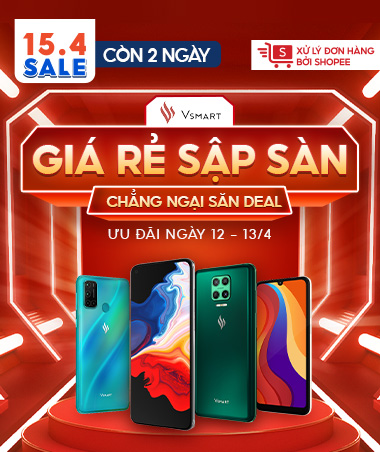 15.4
SALE
CÒN 2 NGÀY
S
XỬ LÝ ĐƠN HÀNG
BỞI SHOPEE
VSMART
GIÁ RẺ SẬP SÀN
CHẲNG NGẠI SĂN DEAL
ƯU ĐÃI NGÀY 12 – 13/4